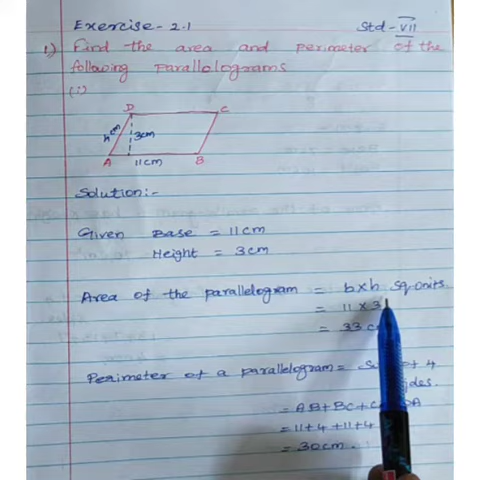 Exercise - 2.1 Std - VII
1.) Find the area and perimeter of the
following Parallolograms
(i)
D C
4cm 3cm
A 11cm B
Solution:-
Given Base = 11cm
Height = 3cm
Area of the parallelogram = b×h sq.units.
= 11 × 3
= 33
Perimeter of a parallelogram = 4
= AB + BC +
= 11+4 +11+4
= 30cm.